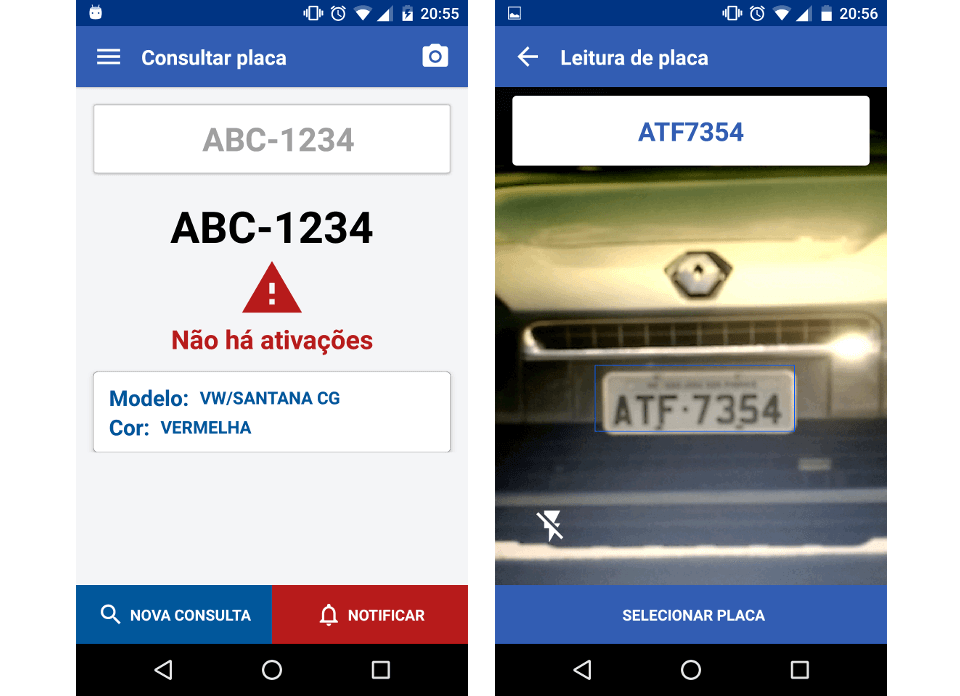 20:55
Consultar placa
ABC-1234
ABC-1234
Não há ativações
Modelo: VW/SANTANA CG
Cor: VERMELHA
NOVA CONSULTA
NOTIFICAR
20:56
Leitura de placa
ATF7354
ATF·7354
SELECIONAR PLACA